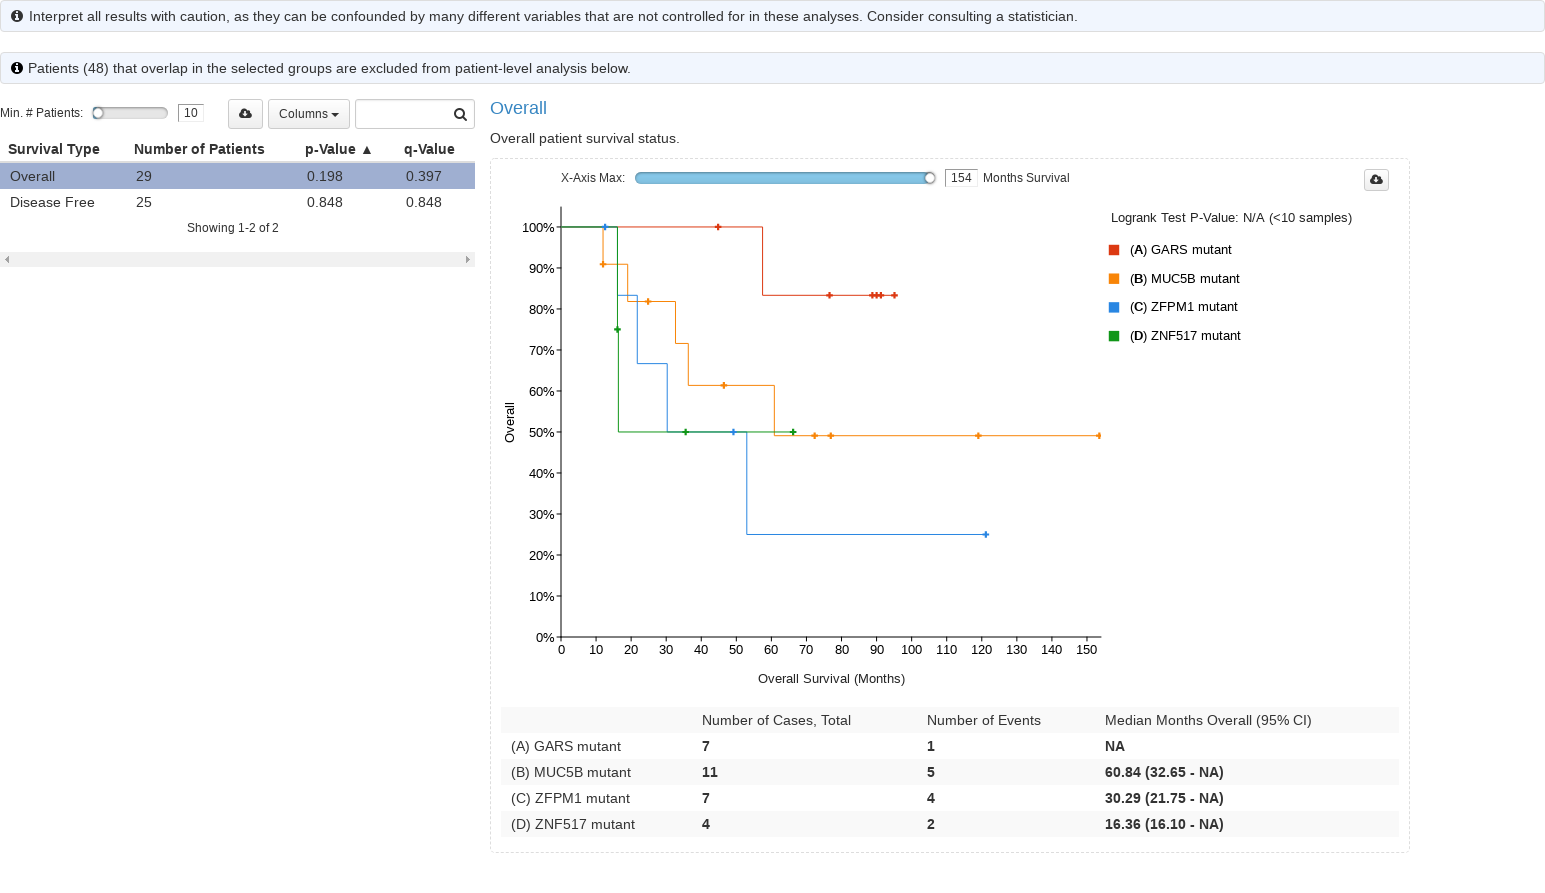 Interpret all results with caution, as they can be confounded by many different variables that are not controlled for in these analyses. Consider consulting a statistician.
Patients (48) that overlap in the selected groups are excluded from patient-level analysis below.
Min. # Patients: 10 Columns
Survival Type Number of Patients p-Value ▲ q-Value
Overall 29 0.198 0.397
Disease Free 25 0.848 0.848
Showing 1-2 of 2
Overall
Overall patient survival status.
X-Axis Max: 154 Months Survival
Logrank Test P-Value: N/A (<10 samples)
(A) GARS mutant
(B) MUC5B mutant
(C) ZFPM1 mutant
(D) ZNF517 mutant
100%
90%
80%
70%
60%
50%
40%
30%
20%
10%
0%
Overall
0 10 20 30 40 50 60 70 80 90 100 110 120 130 140 150
Overall Survival (Months)
Number of Cases, Total Number of Events Median Months Overall (95% CI)
(A) GARS mutant 7 1 NA
(B) MUC5B mutant 11 5 60.84 (32.65 - NA)
(C) ZFPM1 mutant 7 4 30.29 (21.75 - NA)
(D) ZNF517 mutant 4 2 16.36 (16.10 - NA)